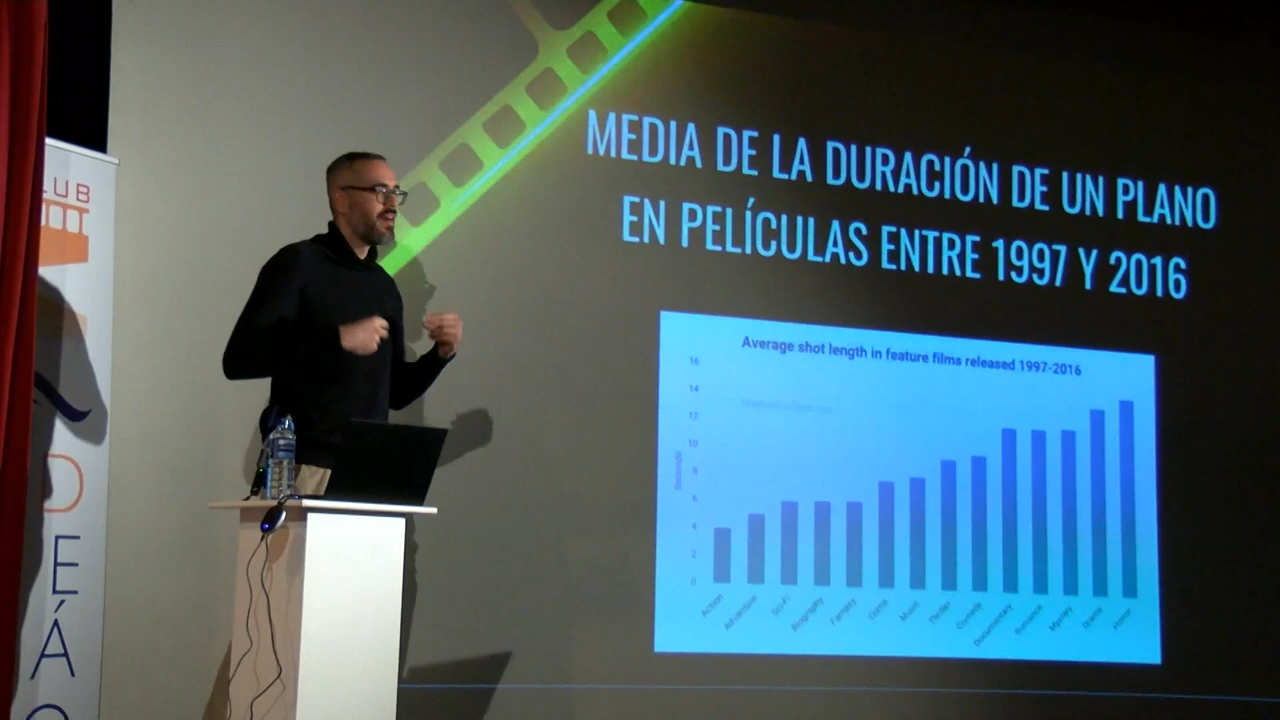 LUB
D
E
Á
MEDIA DE LA DURACIÓN DE UN PLANO
EN PELÍCULAS ENTRE 1997 Y 2016
Average shot length in feature films released 1997-2016
16
14
12
10
8
6
4
2
0
Seconds
Action
Adventure
Sci-Fi
Biography
Fantasy
Crime
Music
Thriller
Comedy
Documentary
Romance
Mystery
Drama
Horror